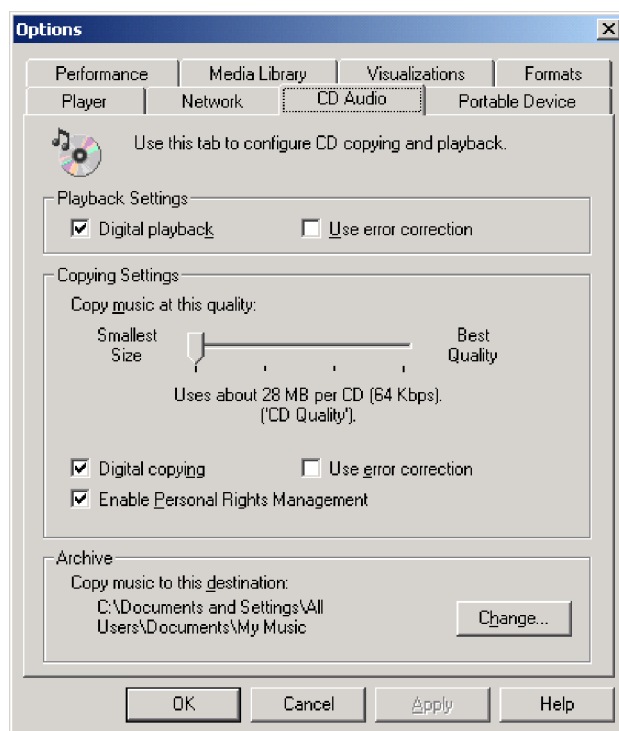 Options
Performance Media Library Visualizations Formats
Player Network CD Audio Portable Device
Use this tab to configure CD copying and playback.
Playback Settings
Digital playback Use error correction
Copying Settings
Copy music at this quality:
Smallest Best
Size Quality
Uses about 28 MB per CD (64 Kbps).
('CD Quality').
Digital copying Use error correction
Enable Personal Rights Management
Archive
Copy music to this destination:
C:\Documents and Settings\All
Users\Documents\My Music
Change...
OK Cancel Apply Help